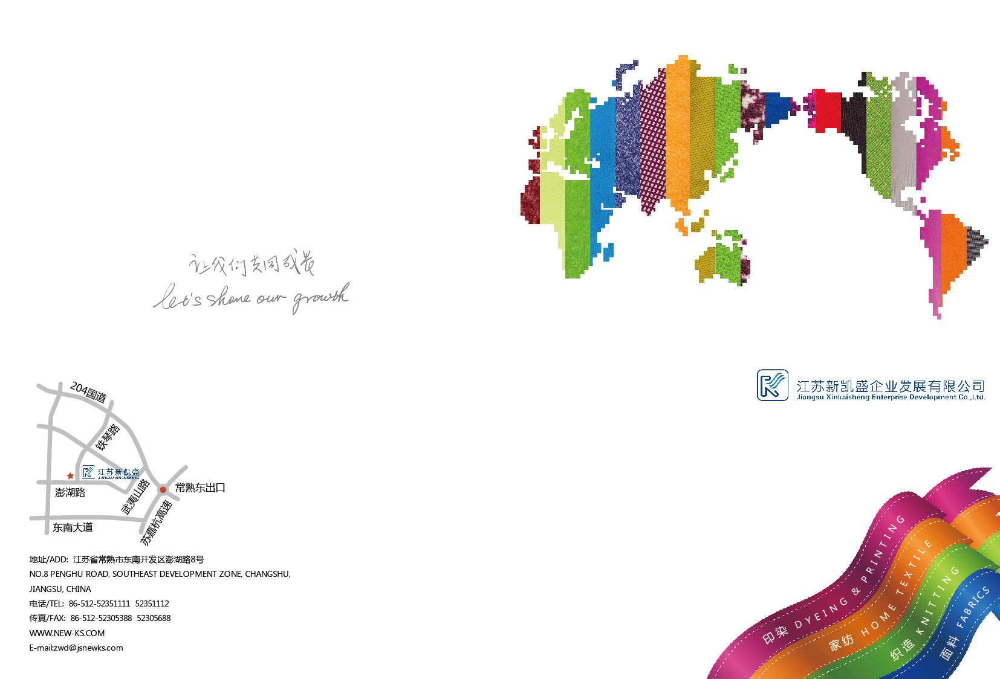 让我们共同成长
let's share our growth
204国道
铁琴路
江苏新凯盛
JIANGSU XINKAISHENG
澎湖路
武夷山路
常熟东出口
苏嘉杭高速
东南大道
地址/ADD: 江苏省常熟市东南开发区澎湖路8号
NO.8 PENGHU ROAD, SOUTHEAST DEVELOPMENT ZONE, CHANGSHU,
JIANGSU, CHINA
电话/TEL: 86-512-52351111 52351112
传真/FAX: 86-512-52305388 52305688
WWW.NEW-KS.COM
E-mail:zwd@jsnewks.com
江苏新凯盛企业发展有限公司
Jiangsu Xinkaisheng Enterprise Development Co.,Ltd.
印染 DYEING & PRINTING
家纺 HOME TEXTILE
织造 KNITTING
面料 FABRICS